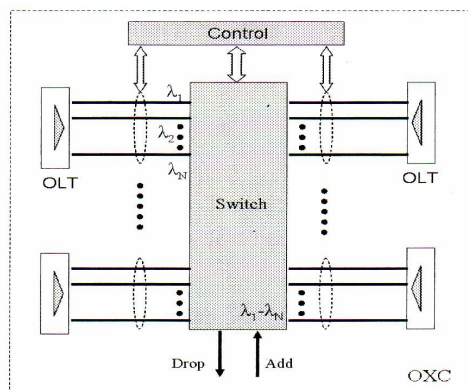 Control
λ1
λ2
λN
OLT
OLT
Switch
λ1-λN
Drop
Add
OXC